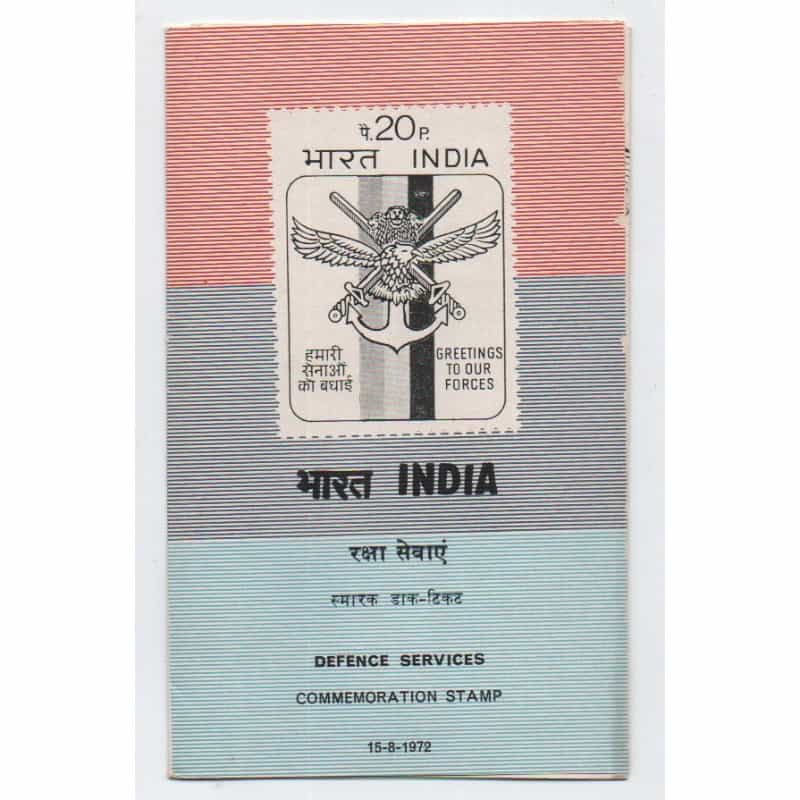 पै. 20 P.
भारत INDIA
हमारी
सेनाओं
को बधाई
GREETINGS
TO OUR
FORCES
भारत INDIA
रक्षा सेवाएं
स्मारक डाक-टिकट
DEFENCE SERVICES
COMMEMORATION STAMP
15-8-1972